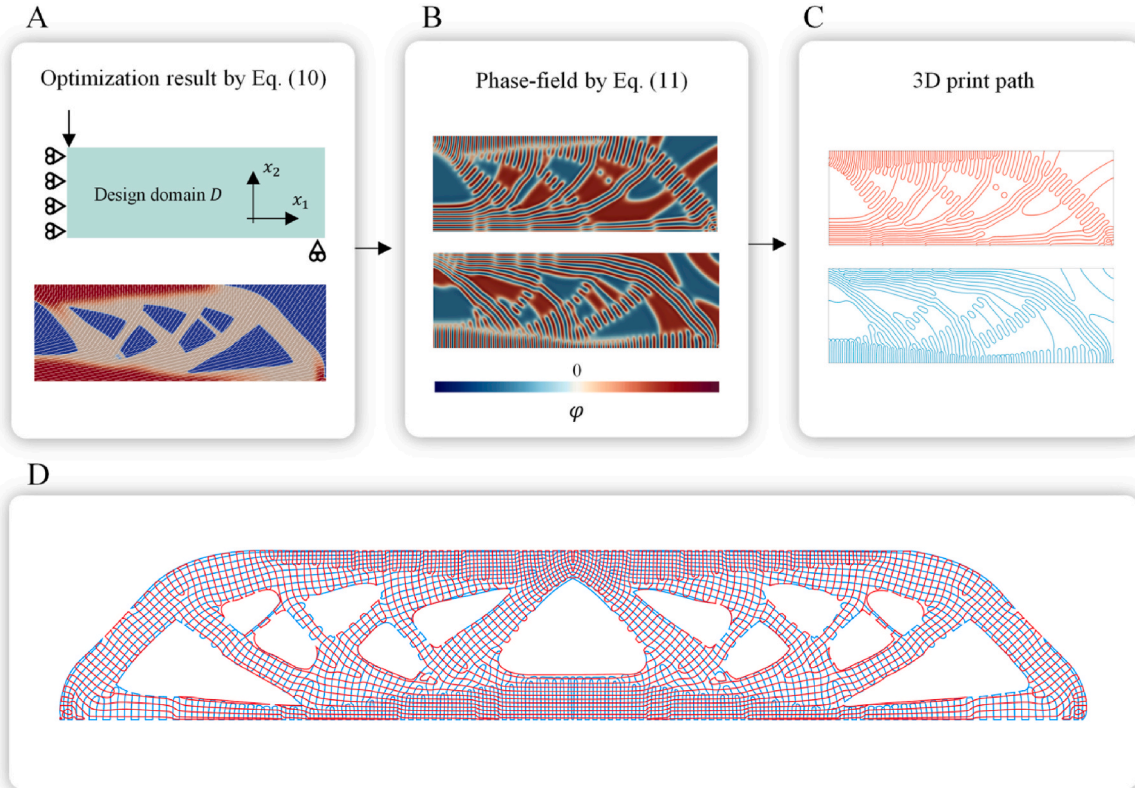 A
B
C
Optimization result by Eq. (10)
Phase-field by Eq. (11)
3D print path
x₂
Design domain D
x₁
0
φ
D